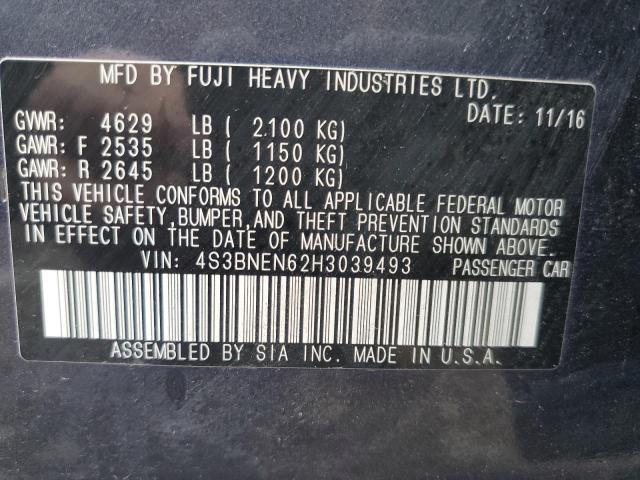 MFD BY FUJI HEAVY INDUSTRIES LTD.
DATE: 11/16
GVWR: 4629 LB ( 2100 KG)
GAWR: F 2535 LB ( 1150 KG)
GAWR: R 2645 LB ( 1200 KG)
THIS VEHICLE CONFORMS TO ALL APPLICABLE FEDERAL MOTOR
VEHICLE SAFETY, BUMPER, AND THEFT PREVENTION STANDARDS
IN EFFECT ON THE DATE OF MANUFACTURE SHOWN ABOVE.
VIN: 4S3BNEN62H3039493 PASSENGER CAR
ASSEMBLED BY SIA INC. MADE IN U.S.A.